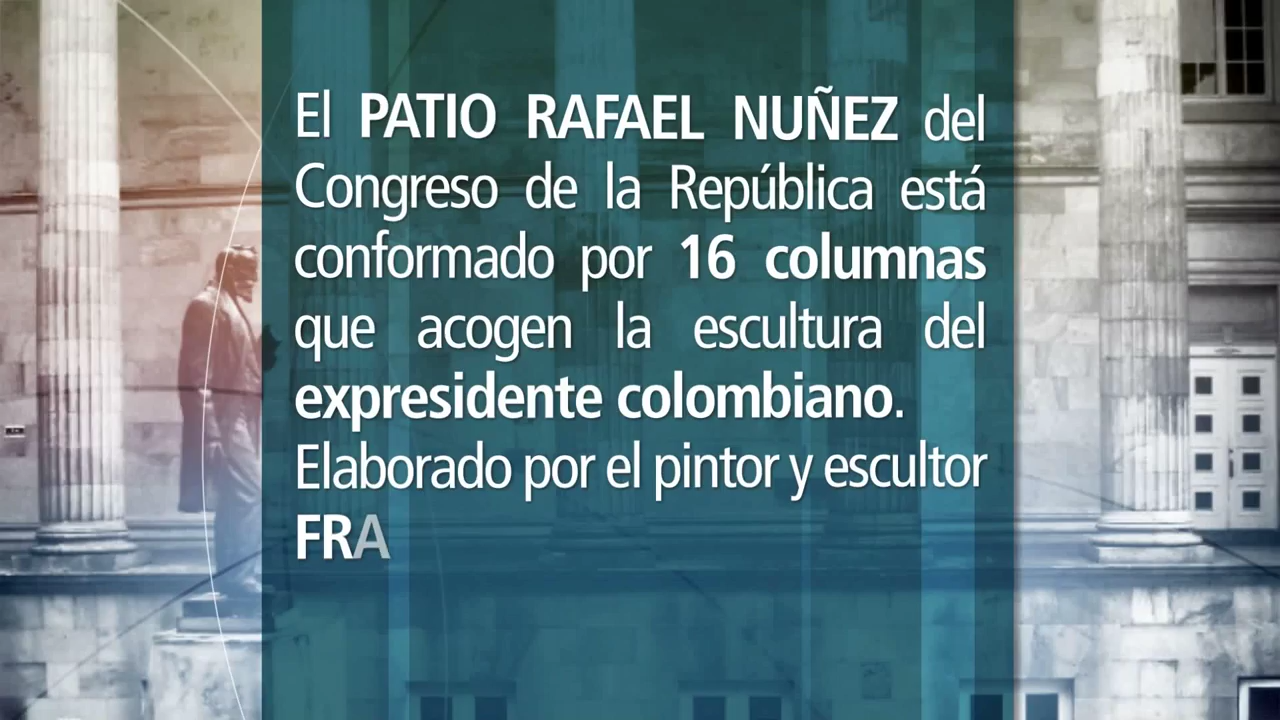 El PATIO RAFAEL NUÑEZ del
Congreso de la República está
conformado por 16 columnas
que acogen la escultura del
expresidente colombiano.
Elaborado por el pintor y escultor
FRA